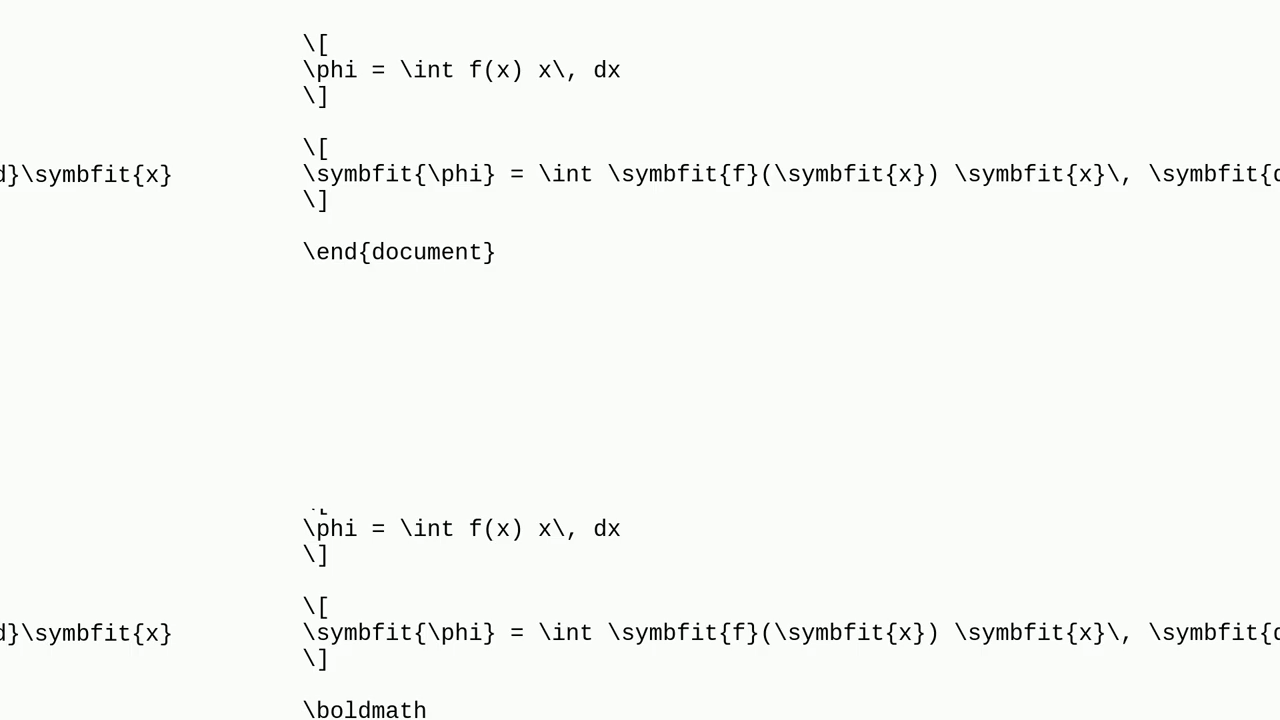 \[
\phi = \int f(x) x\, dx
\]
\[
d}\symbfit{x} \symbfit{\phi} = \int \symbfit{f}(\symbfit{x}) \symbfit{x}\, \symbfit{d
\]
\end{document}
\phi = \int f(x) x\, dx
\]
\[
d}\symbfit{x} \symbfit{\phi} = \int \symbfit{f}(\symbfit{x}) \symbfit{x}\, \symbfit{d
\]
\boldmath